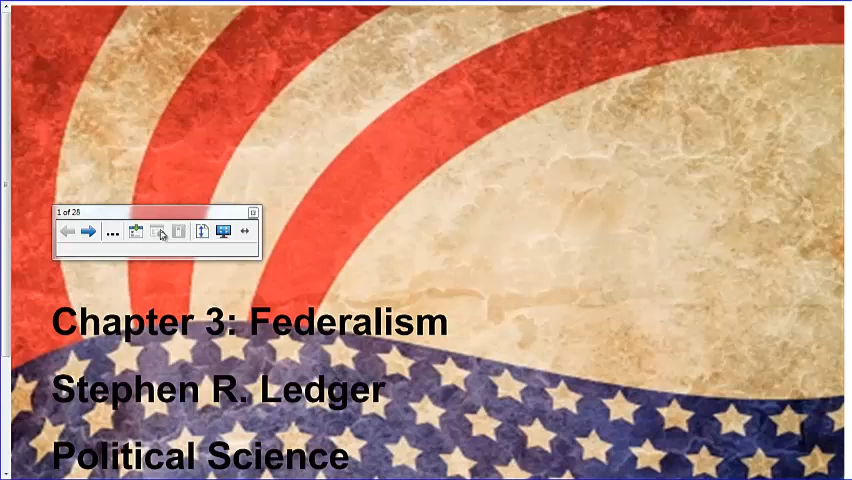 1 of 28
...
Chapter 3: Federalism
Stephen R. Ledger
Political Science